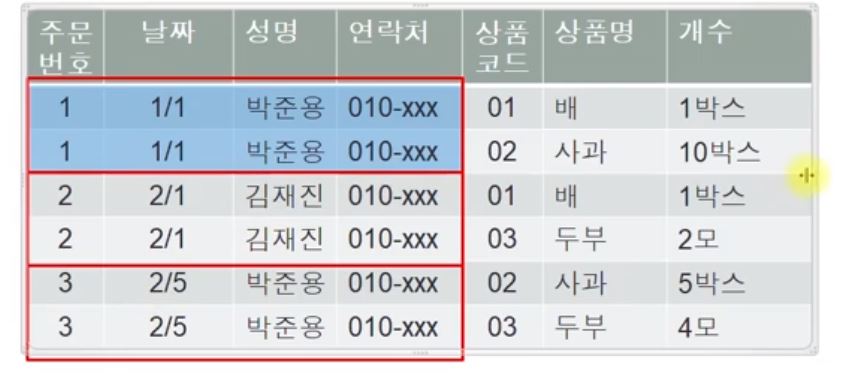 주문번호 날짜 성명 연락처 상품코드 상품명 개수
1 1/1 박준용 010-xxx 01 배 1박스
1 1/1 박준용 010-xxx 02 사과 10박스
2 2/1 김재진 010-xxx 01 배 1박스
2 2/1 김재진 010-xxx 03 두부 2모
3 2/5 박준용 010-xxx 02 사과 5박스
3 2/5 박준용 010-xxx 03 두부 4모